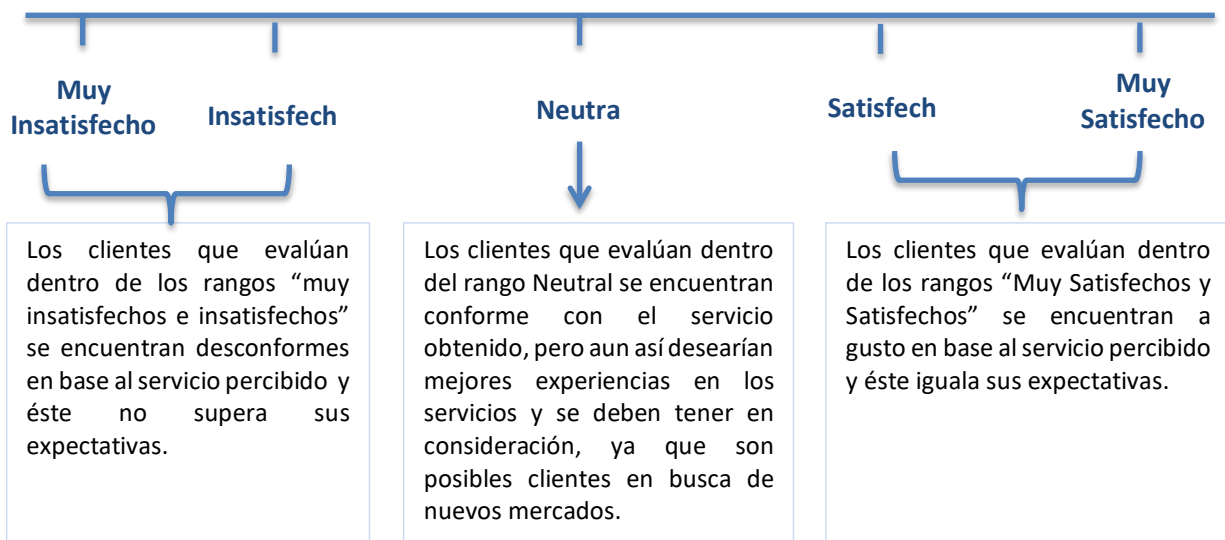 Muy
Insatisfecho
Insatisfech
Neutra
Satisfech
Muy
Satisfecho
Los clientes que evalúan
dentro de los rangos “muy
insatisfechos e insatisfechos”
se encuentran desconformes
en base al servicio percibido y
éste no supera sus
expectativas.
Los clientes que evalúan dentro
del rango Neutral se encuentran
conforme con el servicio
obtenido, pero aun así desearían
mejores experiencias en los
servicios y se deben tener en
consideración, ya que son
posibles clientes en busca de
nuevos mercados.
Los clientes que evalúan dentro
de los rangos “Muy Satisfechos y
Satisfechos” se encuentran a
gusto en base al servicio percibido
y éste iguala sus expectativas.